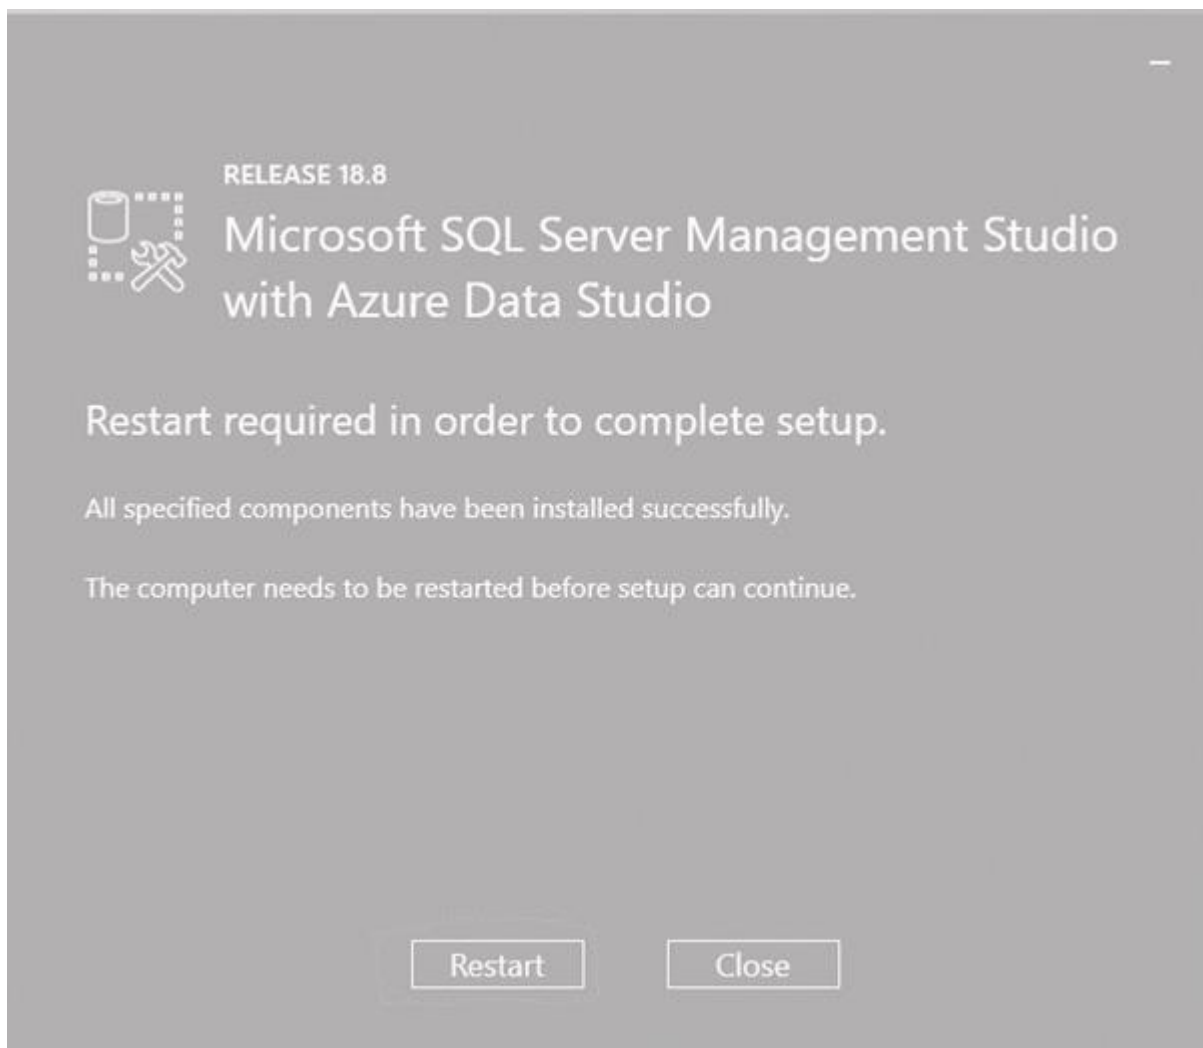 RELEASE 18.8
Microsoft SQL Server Management Studio
with Azure Data Studio
Restart required in order to complete setup.
All specified components have been installed successfully.
The computer needs to be restarted before setup can continue.
Restart
Close